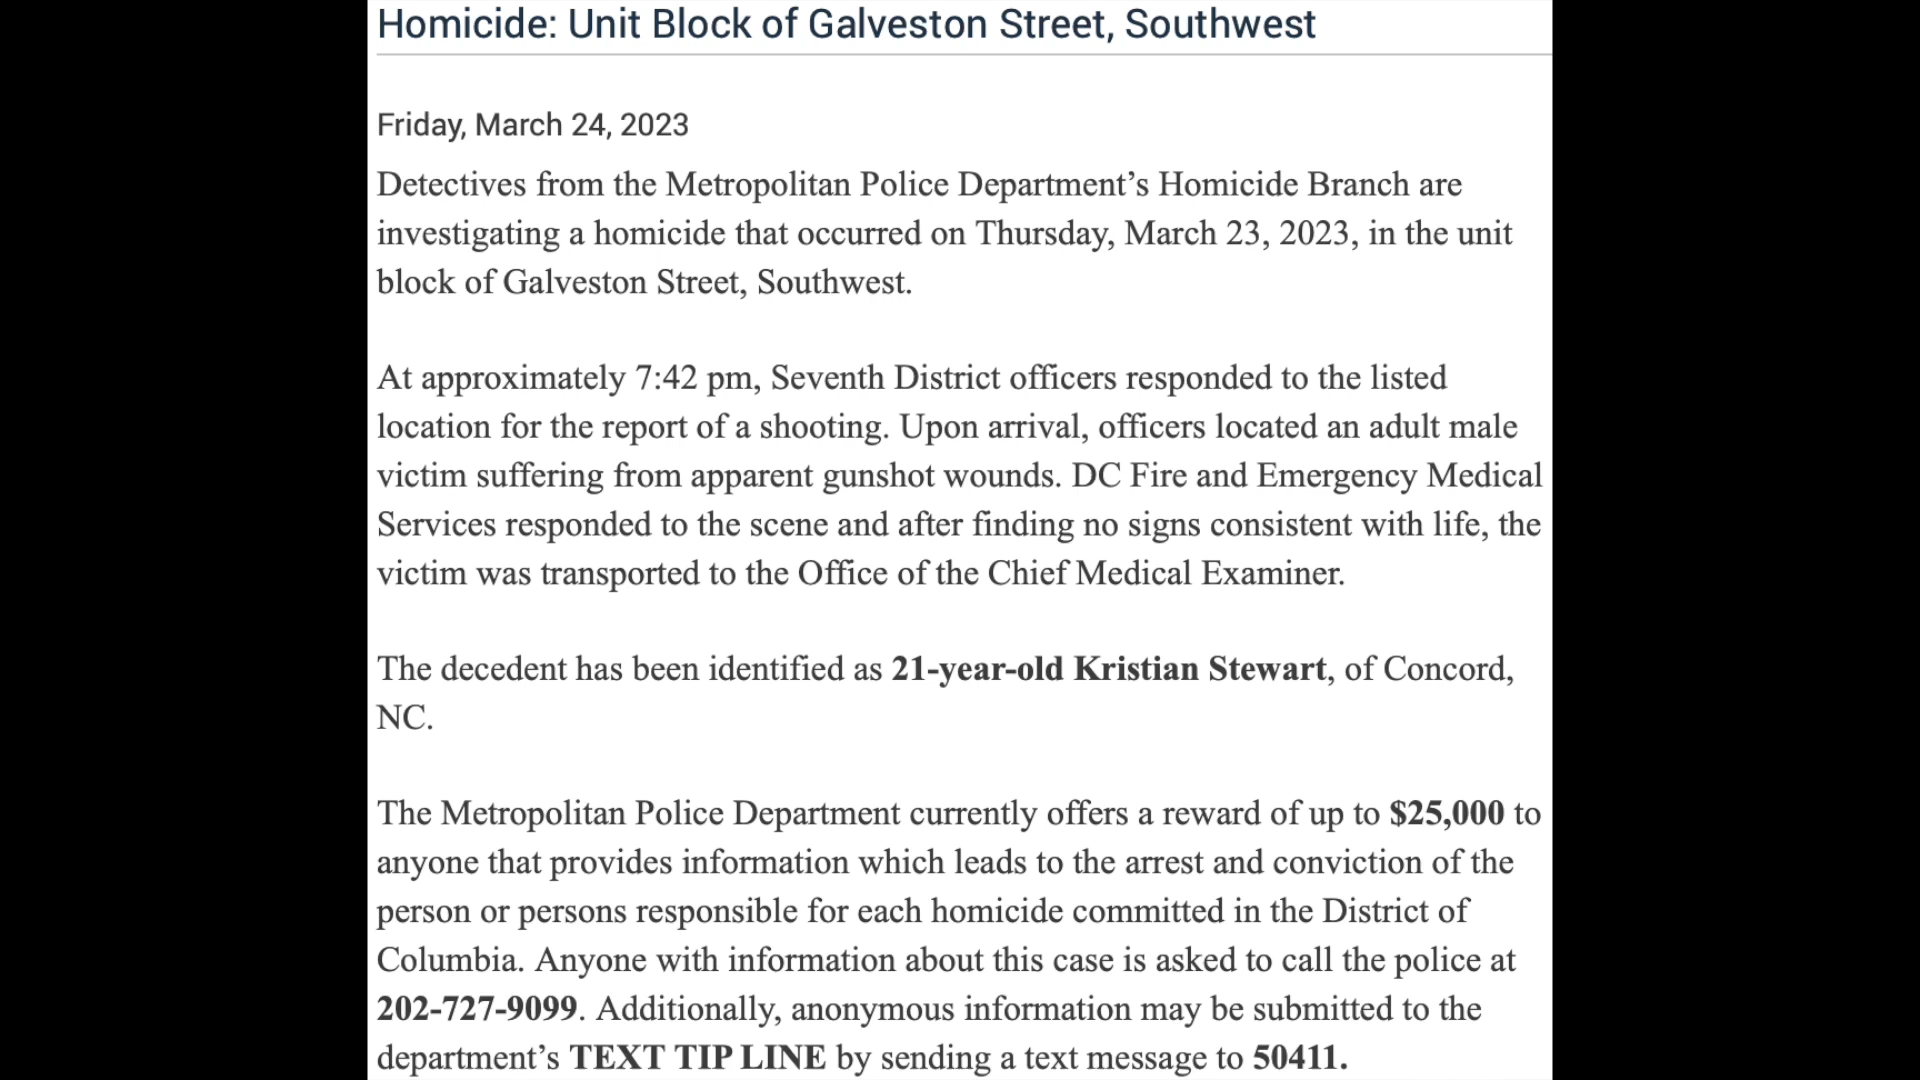 Homicide: Unit Block of Galveston Street, Southwest
Friday, March 24, 2023
Detectives from the Metropolitan Police Department’s Homicide Branch are
investigating a homicide that occurred on Thursday, March 23, 2023, in the unit
block of Galveston Street, Southwest.
At approximately 7:42 pm, Seventh District officers responded to the listed
location for the report of a shooting. Upon arrival, officers located an adult male
victim suffering from apparent gunshot wounds. DC Fire and Emergency Medical
Services responded to the scene and after finding no signs consistent with life, the
victim was transported to the Office of the Chief Medical Examiner.
The decedent has been identified as 21-year-old Kristian Stewart, of Concord,
NC.
The Metropolitan Police Department currently offers a reward of up to $25,000 to
anyone that provides information which leads to the arrest and conviction of the
person or persons responsible for each homicide committed in the District of
Columbia. Anyone with information about this case is asked to call the police at
202-727-9099. Additionally, anonymous information may be submitted to the
department’s TEXT TIP LINE by sending a text message to 50411.